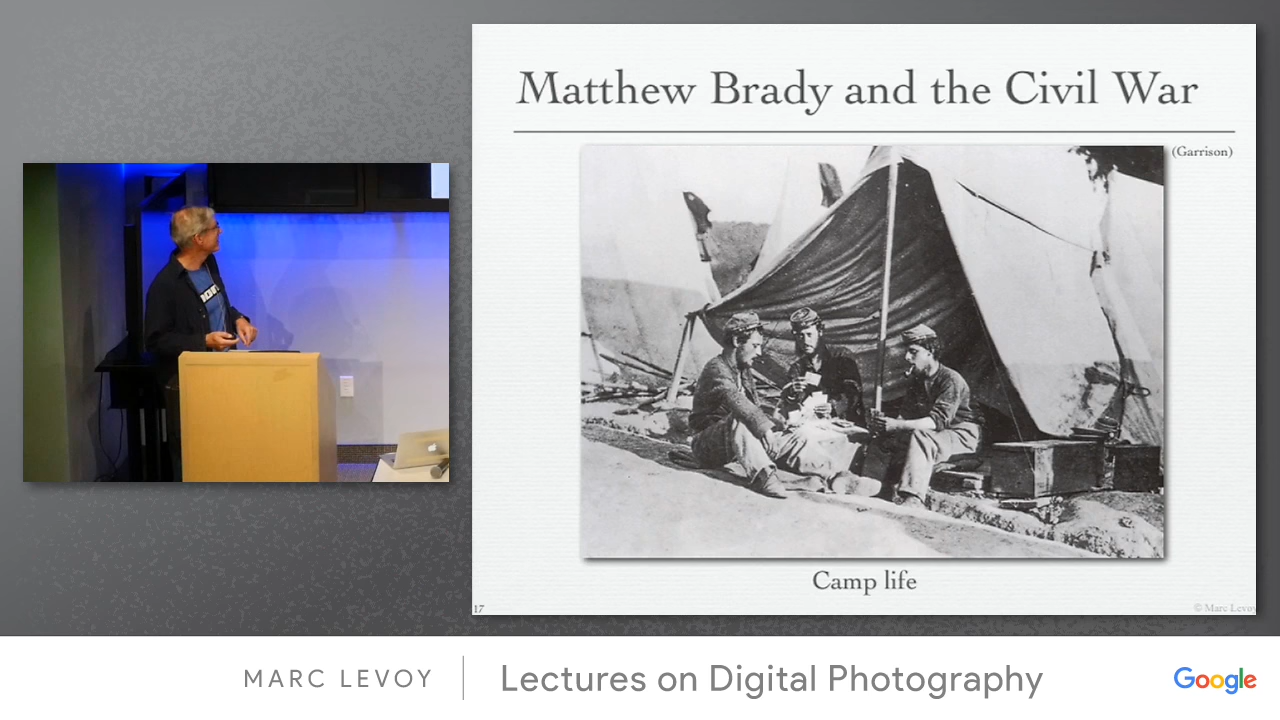 Matthew Brady and the Civil War
(Garrison)
Camp life
17
© Marc Levoy
MARC LEVOY
Lectures on Digital Photography
Google